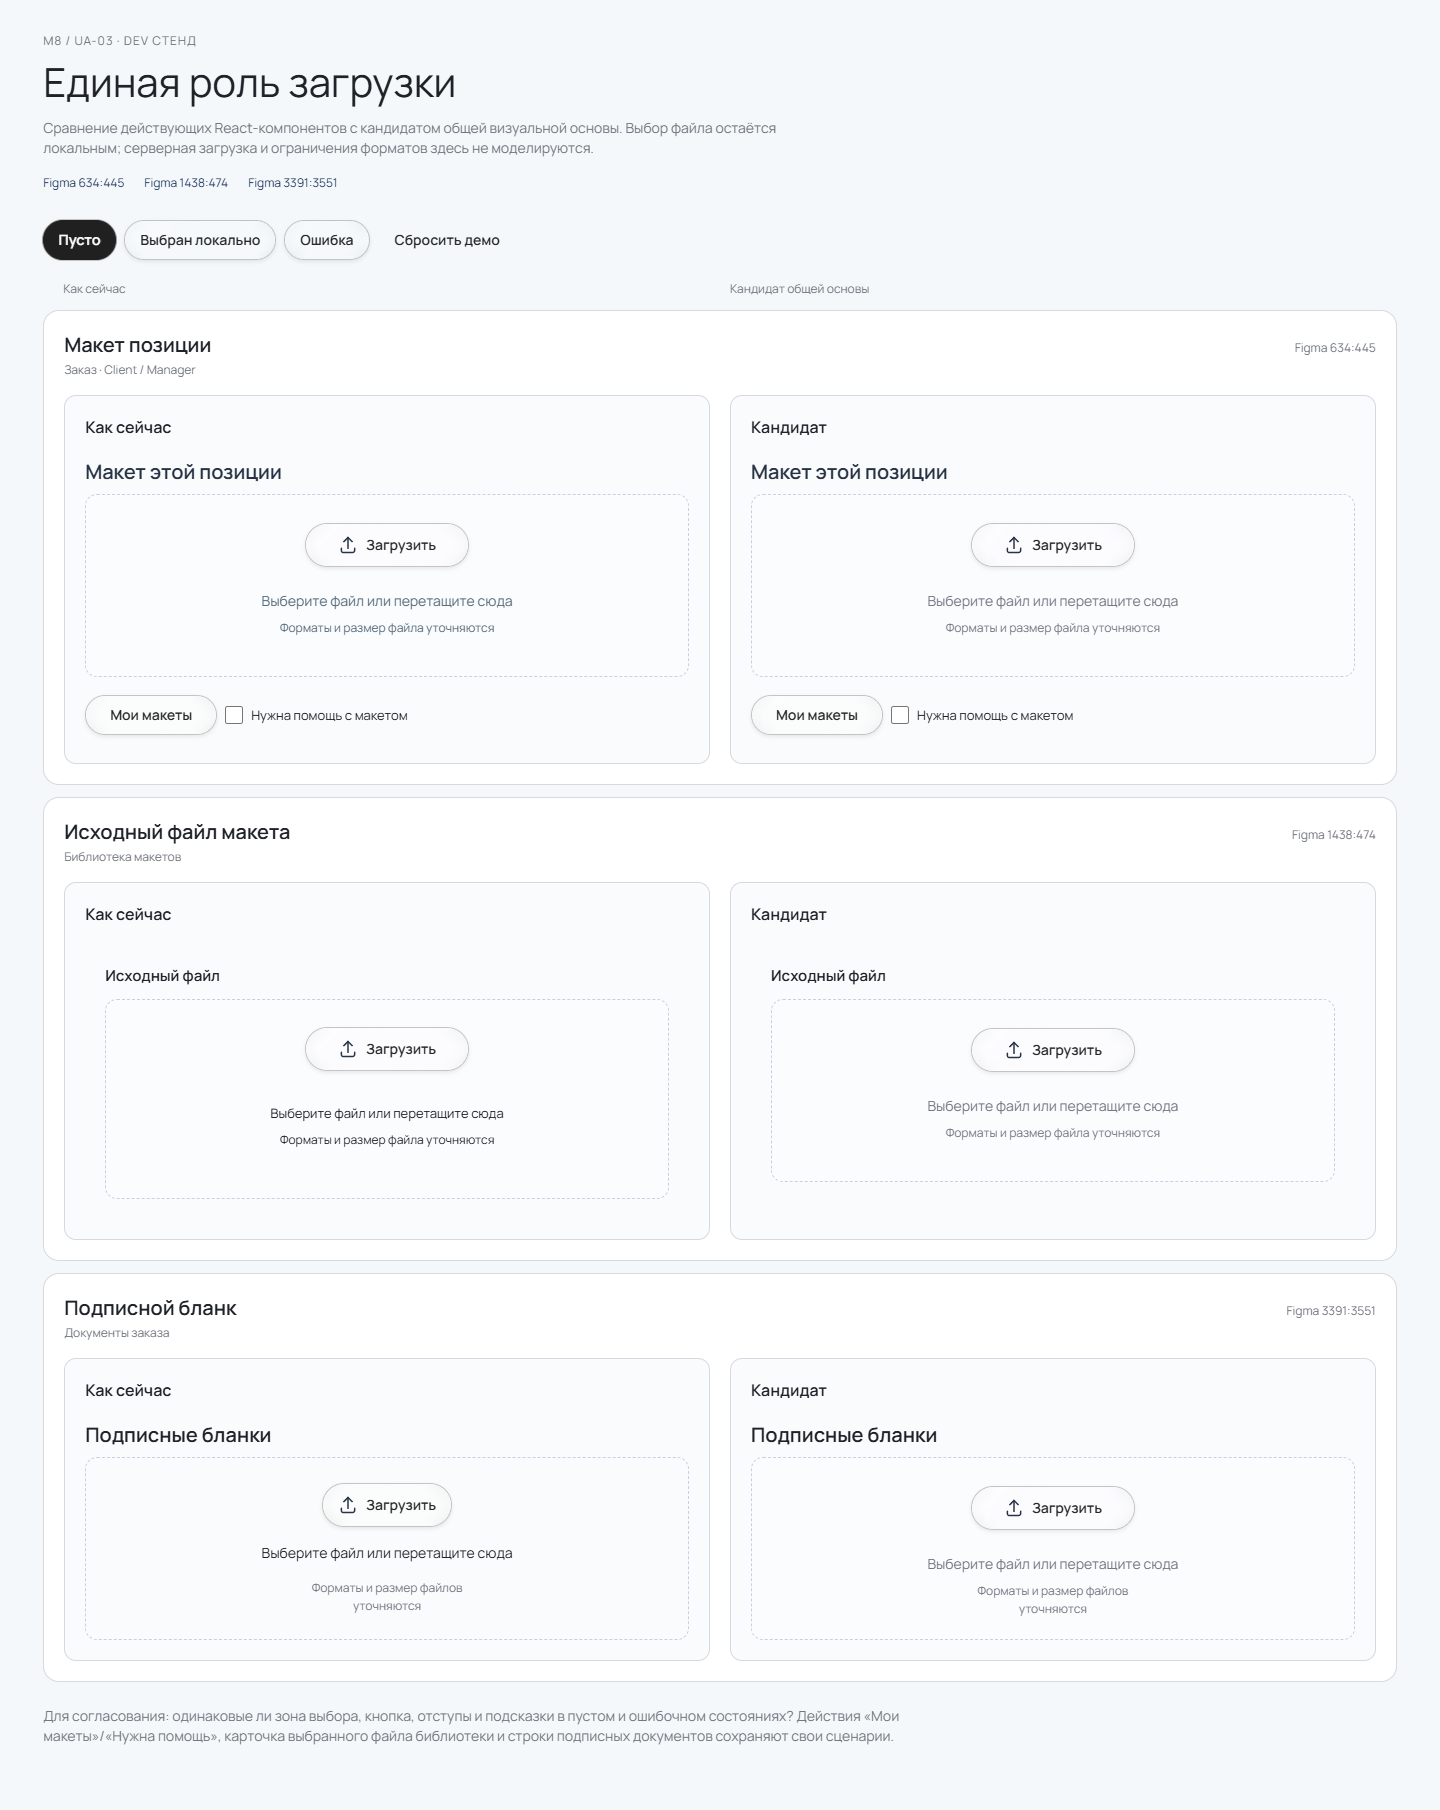 M8 / UA-03 · DEV СТЕНД
Единая роль загрузки
Сравнение действующих React-компонентов с кандидатом общей визуальной основы. Выбор файла остаётся
локальным; серверная загрузка и ограничения форматов здесь не моделируются.
Figma 634:445 Figma 1438:474 Figma 3391:3551
Пусто Выбран локально Ошибка Сбросить демо
Как сейчас Кандидат общей основы
Макет позиции
Figma 634:445
Заказ · Client / Manager
Как сейчас
Макет этой позиции
Загрузить
Выберите файл или перетащите сюда
Форматы и размер файла уточняются
Мои макеты Нужна помощь с макетом
Кандидат
Макет этой позиции
Загрузить
Выберите файл или перетащите сюда
Форматы и размер файла уточняются
Мои макеты Нужна помощь с макетом
Исходный файл макета
Figma 1438:474
Библиотека макетов
Как сейчас
Исходный файл
Загрузить
Выберите файл или перетащите сюда
Форматы и размер файла уточняются
Кандидат
Исходный файл
Загрузить
Выберите файл или перетащите сюда
Форматы и размер файла уточняются
Подписной бланк
Figma 3391:3551
Документы заказа
Как сейчас
Подписные бланки
Загрузить
Выберите файл или перетащите сюда
Форматы и размер файлов
уточняются
Кандидат
Подписные бланки
Загрузить
Выберите файл или перетащите сюда
Форматы и размер файлов
уточняются
Для согласования: одинаковые ли зона выбора, кнопка, отступы и подсказки в пустом и ошибочном состояниях? Действия «Мои
макеты»/«Нужна помощь», карточка выбранного файла библиотеки и строки подписных документов сохраняют свои сценарии.